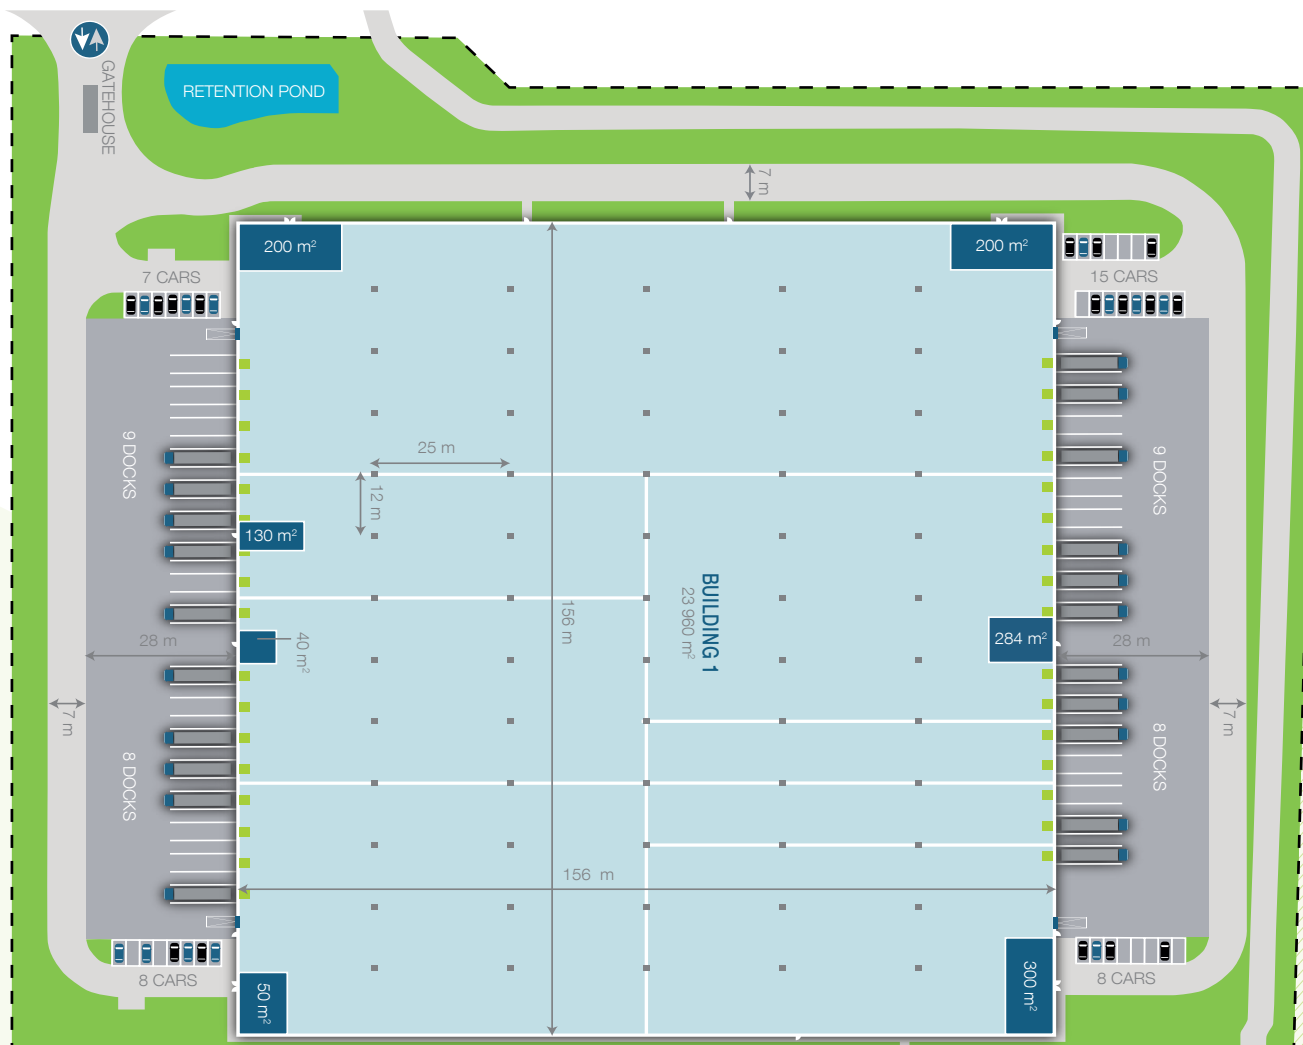 GATEHOUSE
RETENTION POND
7 m
200 m²
200 m²
7 CARS
15 CARS
25 m
12 m
9 DOCKS
9 DOCKS
130 m²
156 m
BUILDING 1
23 960 m²
40 m²
284 m²
28 m
28 m
7 m
7 m
8 DOCKS
8 DOCKS
156 m
8 CARS
8 CARS
50 m²
300 m²